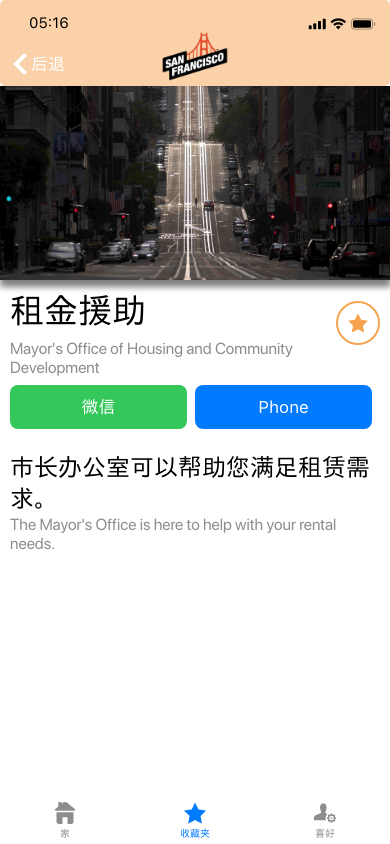 05:16
后退
SAN
FRANCISCO
租金援助
Mayor's Office of Housing and Community
Development
微信
Phone
市长办公室可以帮助您满足租赁需
求。
The Mayor's Office is here to help with your rental
needs.
家
收藏夹
喜好